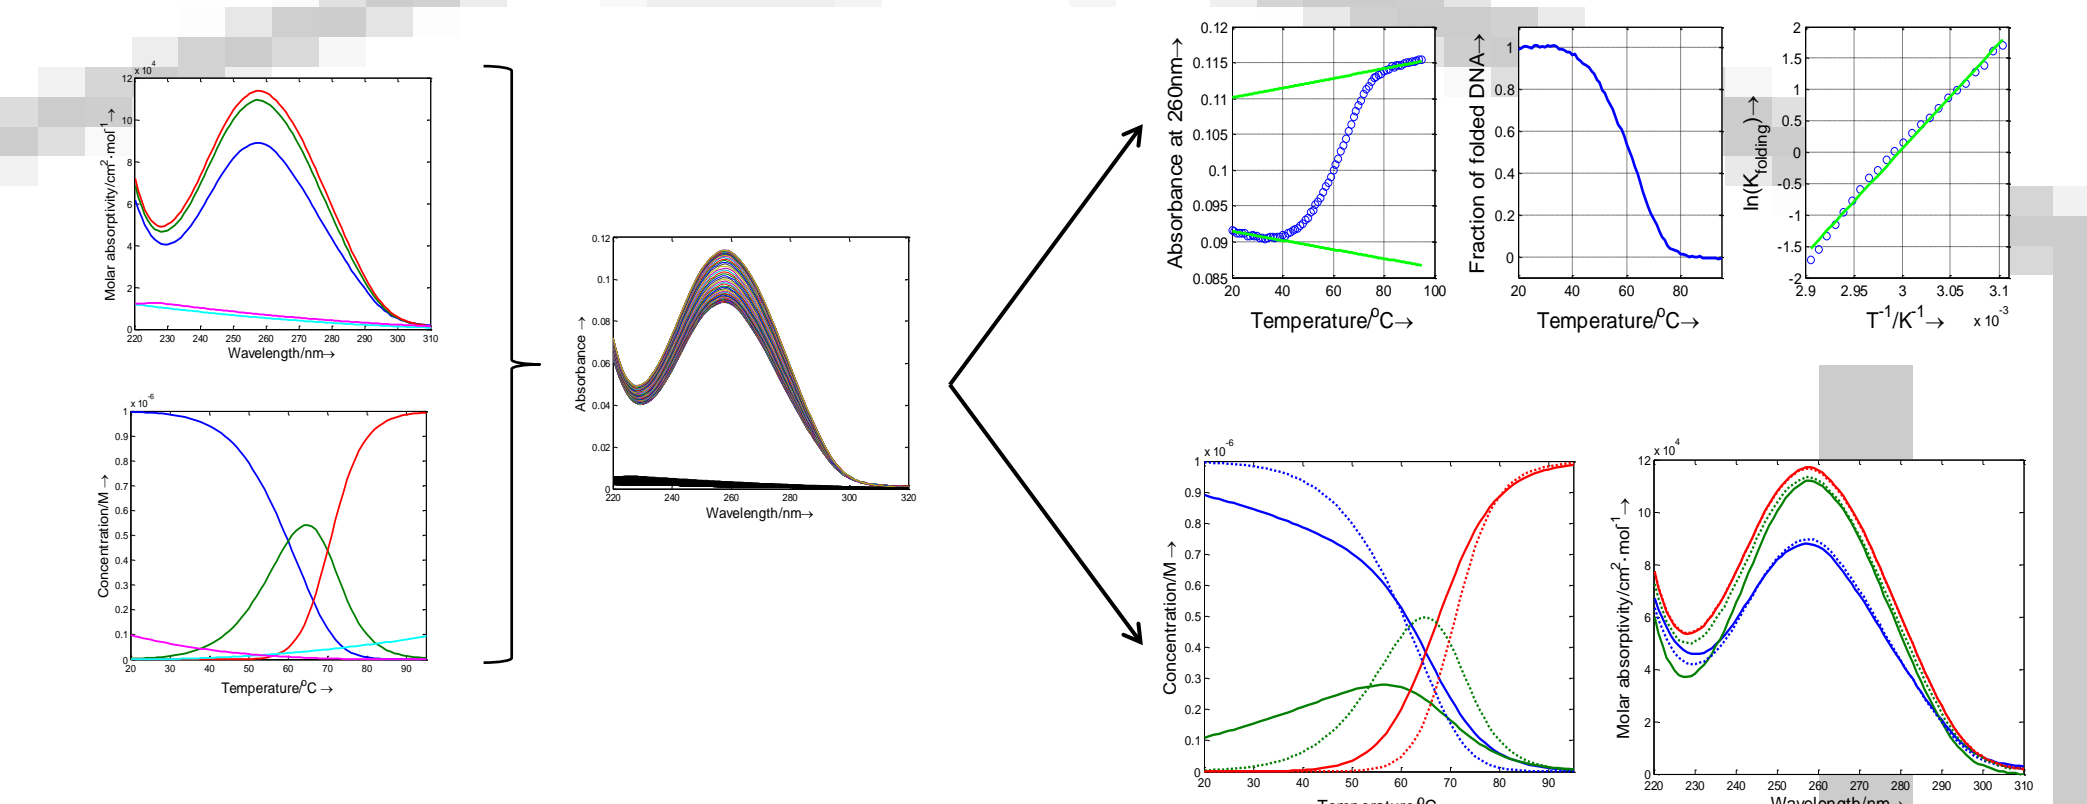 x 10^4
12
10
8
6
4
2
0
220 230 240 250 260 270 280 290 300 310
Molar absorptivity/cm²·mol⁻¹→
Wavelength/nm→
x 10^-6
1
0.9
0.8
0.7
0.6
0.5
0.4
0.3
0.2
0.1
0
20 30 40 50 60 70 80 90
Concentration/M →
Temperature/ºC →
0.12
0.1
0.08
0.06
0.04
0.02
0
220 240 260 280 300 320
Absorbance →
Wavelength/nm→
0.12
0.115
0.11
0.105
0.1
0.095
0.09
0.085
20 40 60 80 100
Absorbance at 260nm→
Temperature/ºC→
1
0.8
0.6
0.4
0.2
0
20 40 60 80
Fraction of folded DNA→
Temperature/ºC→
2
1.5
1
0.5
0
-0.5
-1
-1.5
-2
2.9 2.95 3 3.05 3.1
ln(K_folding)→
T⁻¹/K⁻¹→ x 10^-3
x 10^-6
1
0.9
0.8
0.7
0.6
0.5
0.4
0.3
0.2
0.1
0
20 30 40 50 60 70 80 90
Concentration/M →
Temperature ºC
x 10^4
12
10
8
6
4
2
0
220 230 240 250 260 270 280 290 300 310
Molar absorptivity/cm²·mol⁻¹→
Wavelength/nm→